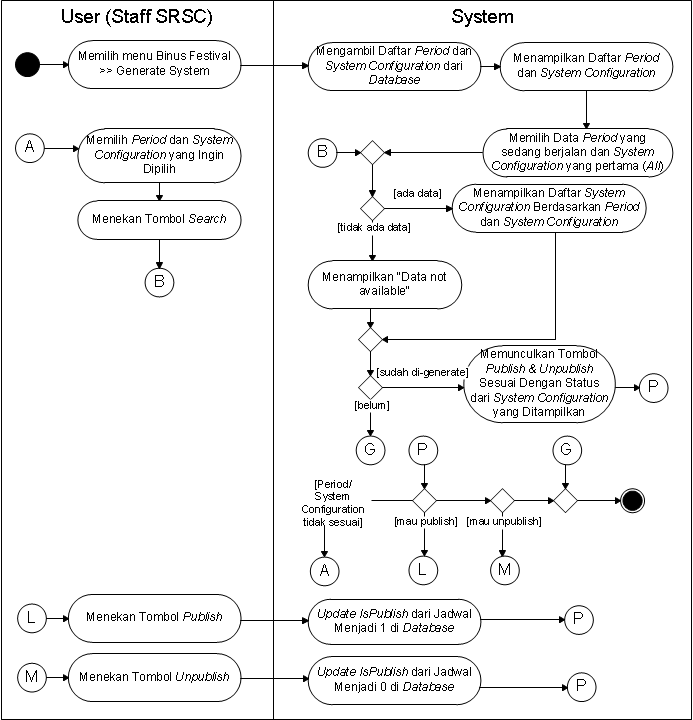 User (Staff SRSC)
System
Memilih menu Binus Festival
>> Generate System
Mengambil Daftar Period dan
System Configuration dari
Database
Menampilkan Daftar Period
dan System Configuration
A
Memilih Period dan System
Configuration yang Ingin
Dipilih
B
Memilih Data Period yang
sedang berjalan dan System
Configuration yang pertama (All)
Menekan Tombol Search
[ada data]
[tidak ada data]
Menampilkan Daftar System
Configuration Berdasarkan Period
dan System Configuration
B
Menampilkan "Data not
available"
[sudah di-generate]
[belum]
Memunculkan Tombol
Publish & Unpublish
Sesuai Dengan Status
dari System Configuration
yang Ditampilkan
P
G
P
G
[Period/
System
Configuration
tidak sesuai]
[mau publish]
[mau unpublish]
A
L
M
L
Menekan Tombol Publish
Update IsPublish dari Jadwal
Menjadi 1 di Database
P
M
Menekan Tombol Unpublish
Update IsPublish dari Jadwal
Menjadi 0 di Database
P